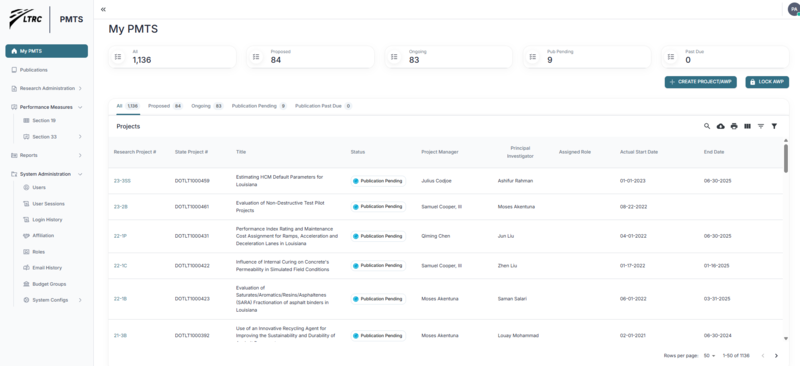 LTRC
PMTS
My PMTS
Publications
Research Administration
Performance Measures
Section 19
Section 33
Reports
System Administration
Users
User Sessions
Login History
Affiliation
Roles
Email History
Budget Groups
System Configs
PA
My PMTS
All
1,136
Proposed
84
Ongoing
83
Pub Pending
9
Past Due
0
CREATE PROJECT/AWP
LOCK AWP
All 1,136 Proposed 84 Ongoing 83 Publication Pending 9 Publication Past Due 0
Projects
Research Project # State Project # Title Status Project Manager Principal Investigator Assigned Role Actual Start Date End Date
23-3SS DOTLT1000459 Estimating HCM Default Parameters for Louisiana Publication Pending Julius Codjoe Ashifur Rahman 01-01-2023 06-30-2025
23-2B DOTLT1000461 Evaluation of Non-Destructive Test Pilot Projects Publication Pending Samuel Cooper, III Moses Akentuna 08-22-2022
22-1P DOTLT1000431 Performance Index Rating and Maintenance Cost Assignment for Ramps, Acceleration and Deceleration Lanes in Louisiana Publication Pending Qiming Chen Jun Liu 04-01-2022 06-30-2025
22-1C DOTLT1000422 Influence of Internal Curing on Concrete's Permeability in Simulated Field Conditions Publication Pending Samuel Cooper, III Zhen Liu 01-17-2022 01-16-2025
22-1B DOTLT1000423 Evaluation of Saturates/Aromatics/Resins/Asphaltenes (SARA) Fractionation of asphalt binders in Louisiana Publication Pending Moses Akentuna Saman Salari 06-01-2022 03-31-2025
21-3B DOTLT1000392 Use of an Innovative Recycling Agent for Improving the Sustainability and Durability of Publication Pending Moses Akentuna Louay Mohammad 02-01-2021 06-30-2024
Rows per page: 50 1-50 of 1136